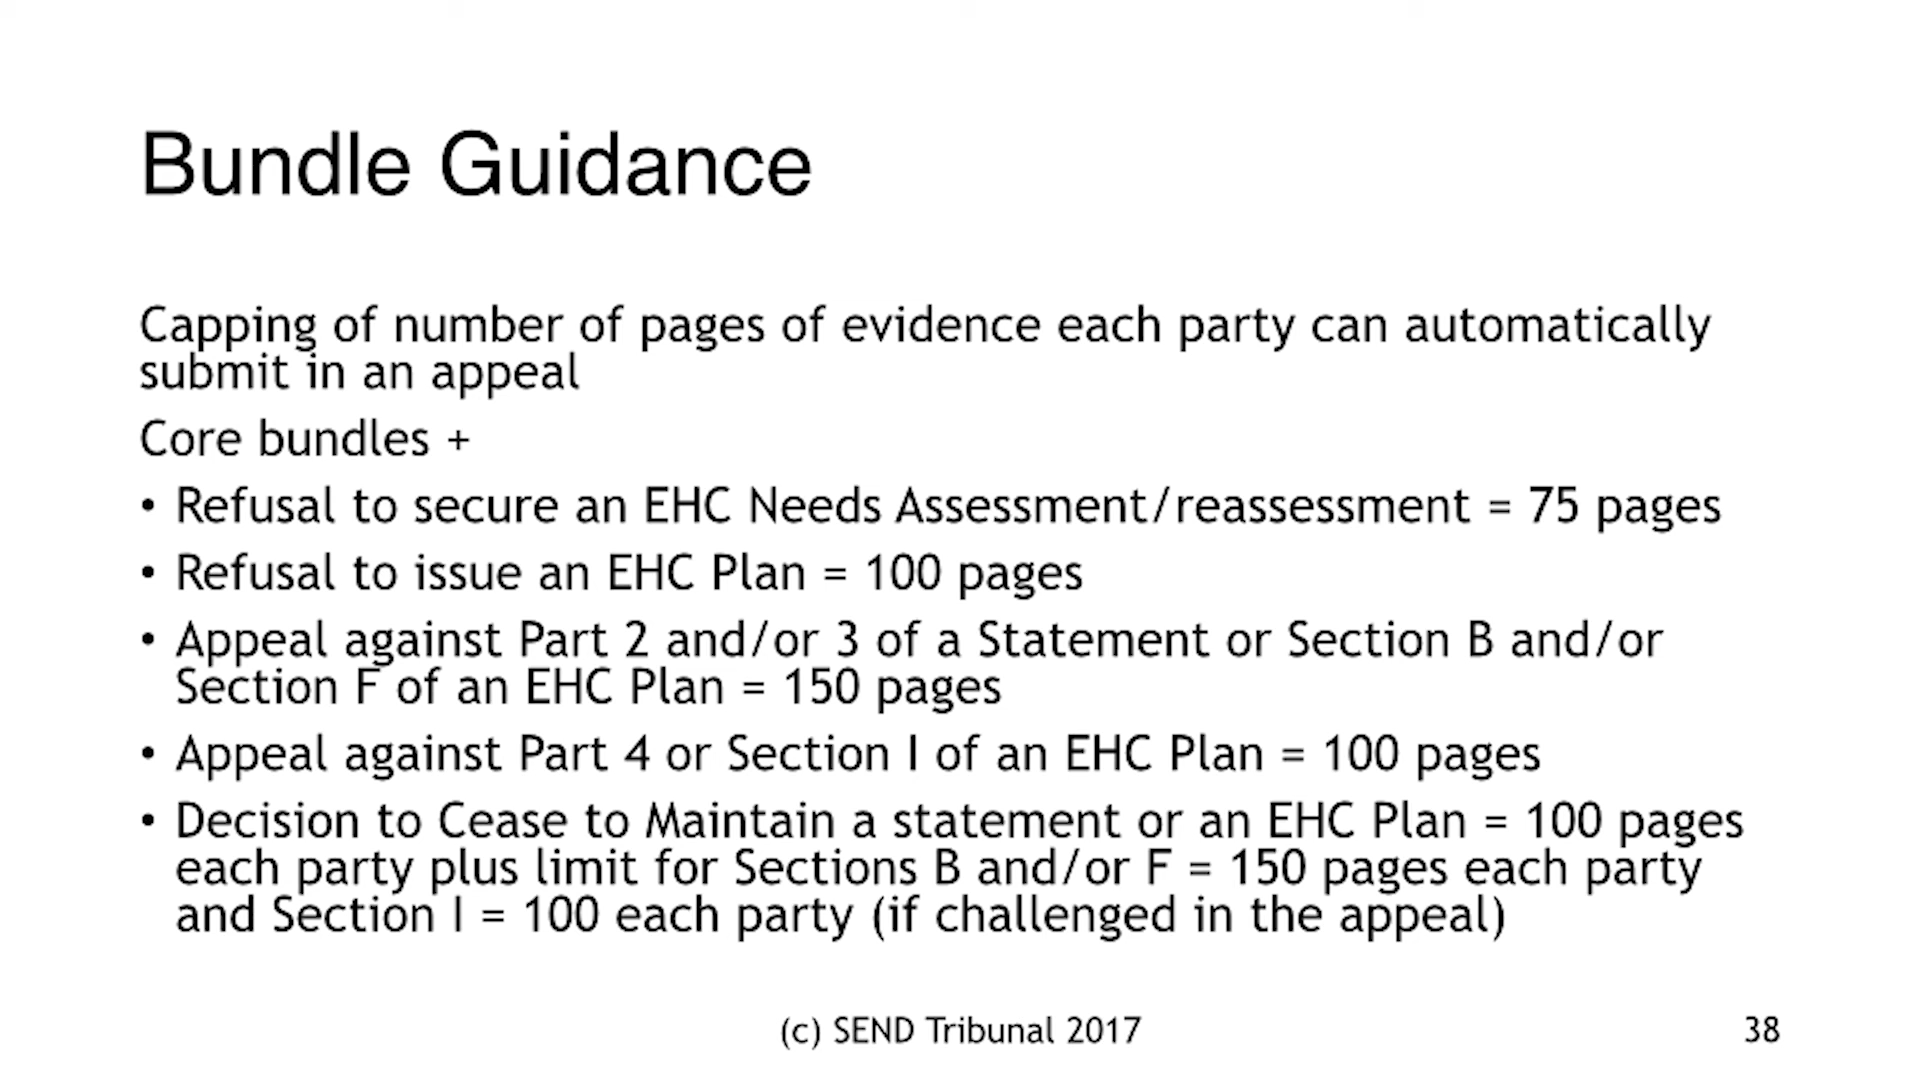 Bundle Guidance
Capping of number of pages of evidence each party can automatically
submit in an appeal
Core bundles +
• Refusal to secure an EHC Needs Assessment/reassessment = 75 pages
• Refusal to issue an EHC Plan = 100 pages
• Appeal against Part 2 and/or 3 of a Statement or Section B and/or
Section F of an EHC Plan = 150 pages
• Appeal against Part 4 or Section I of an EHC Plan = 100 pages
• Decision to Cease to Maintain a statement or an EHC Plan = 100 pages
each party plus limit for Sections B and/or F = 150 pages each party
and Section I = 100 each party (if challenged in the appeal)
(c) SEND Tribunal 2017
38